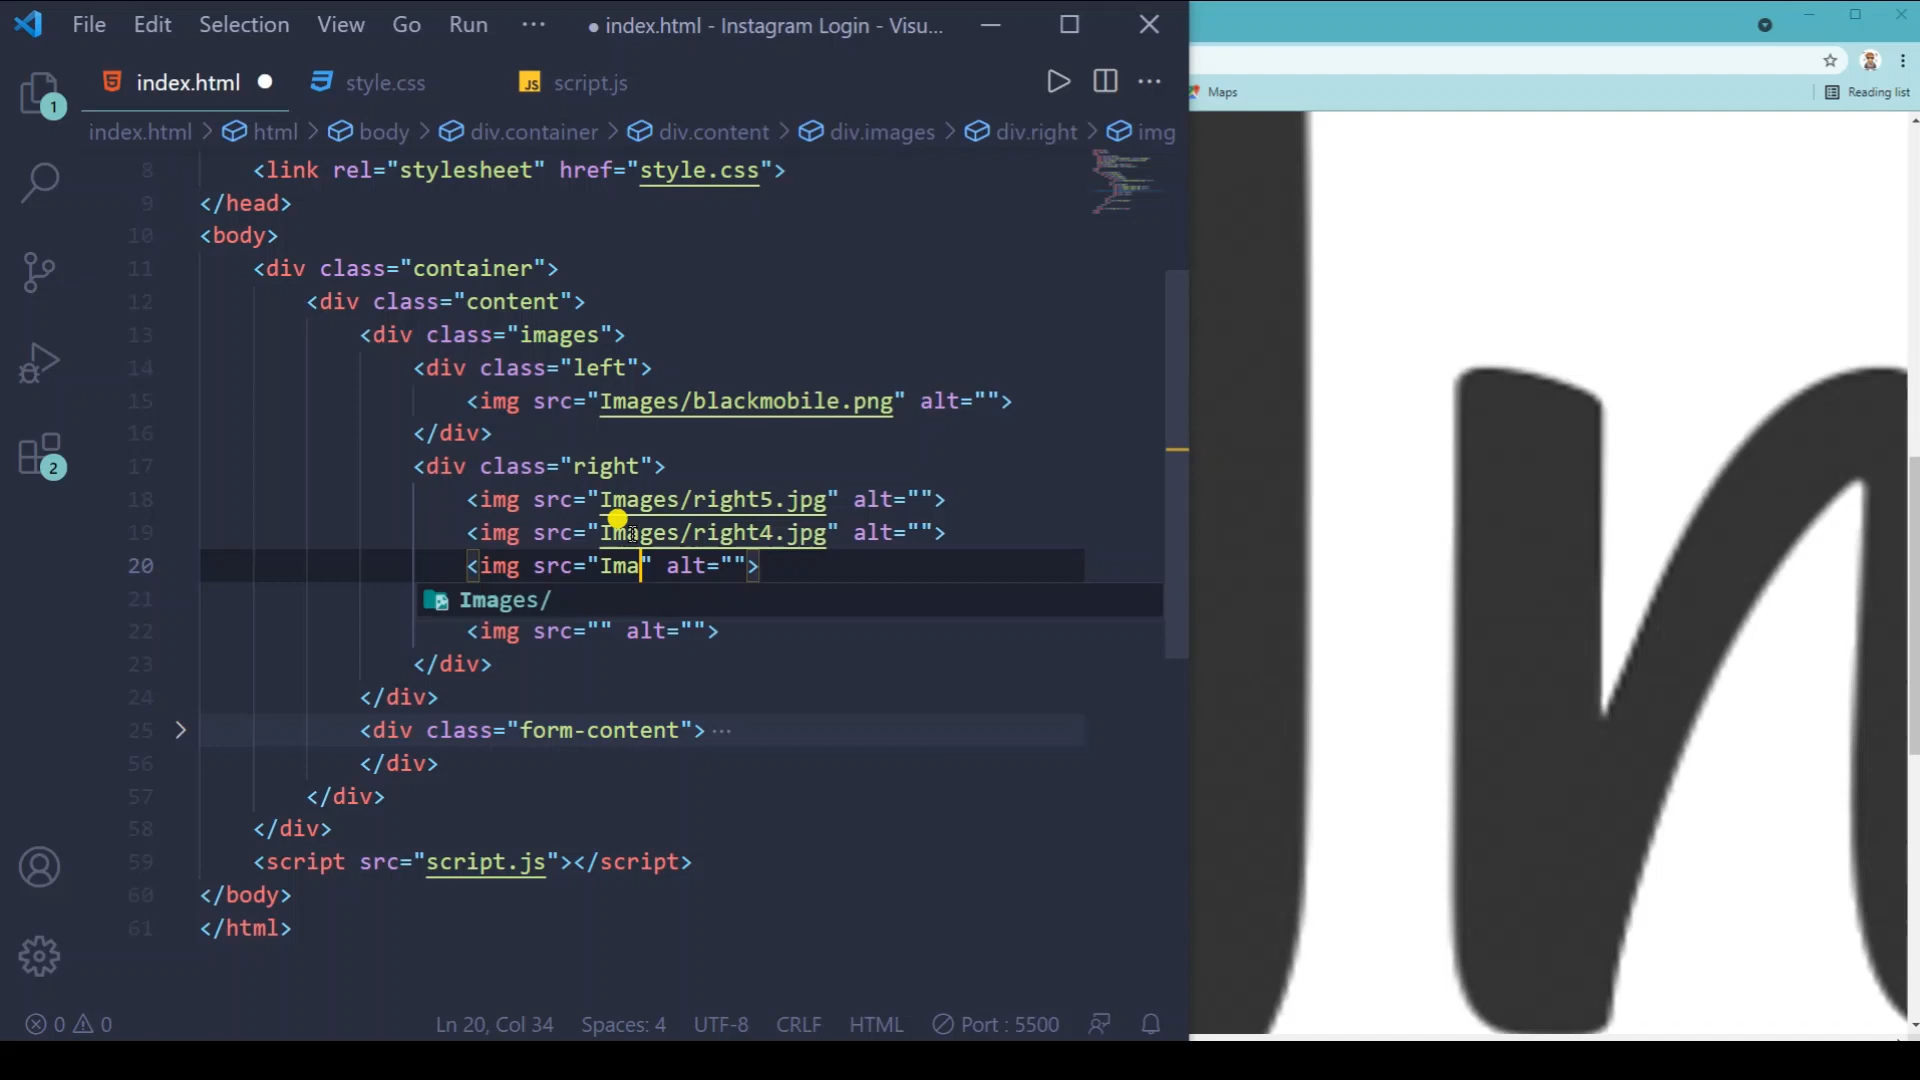 File Edit Selection View Go Run ··· ● index.html - Instagram Login - Visu...
index.html ● style.css JS script.js
Maps Reading list
index.html > html > body > div.container > div.content > div.images > div.right > img
8 <link rel="stylesheet" href="style.css">
9 </head>
10 <body>
11 <div class="container">
12 <div class="content">
13 <div class="images">
14 <div class="left">
15 <img src="Images/blackmobile.png" alt="">
16 </div>
17 <div class="right">
18 <img src="Images/right5.jpg" alt="">
19 <img src="Images/right4.jpg" alt="">
20 <img src="Ima" alt="">
21 Images/
22 <img src="" alt="">
23 </div>
24 </div>
25 <div class="form-content"> ···
56 </div>
57 </div>
58 </div>
59 <script src="script.js"></script>
60 </body>
61 </html>
1
2
0 0 Ln 20, Col 34 Spaces: 4 UTF-8 CRLF HTML Port : 5500